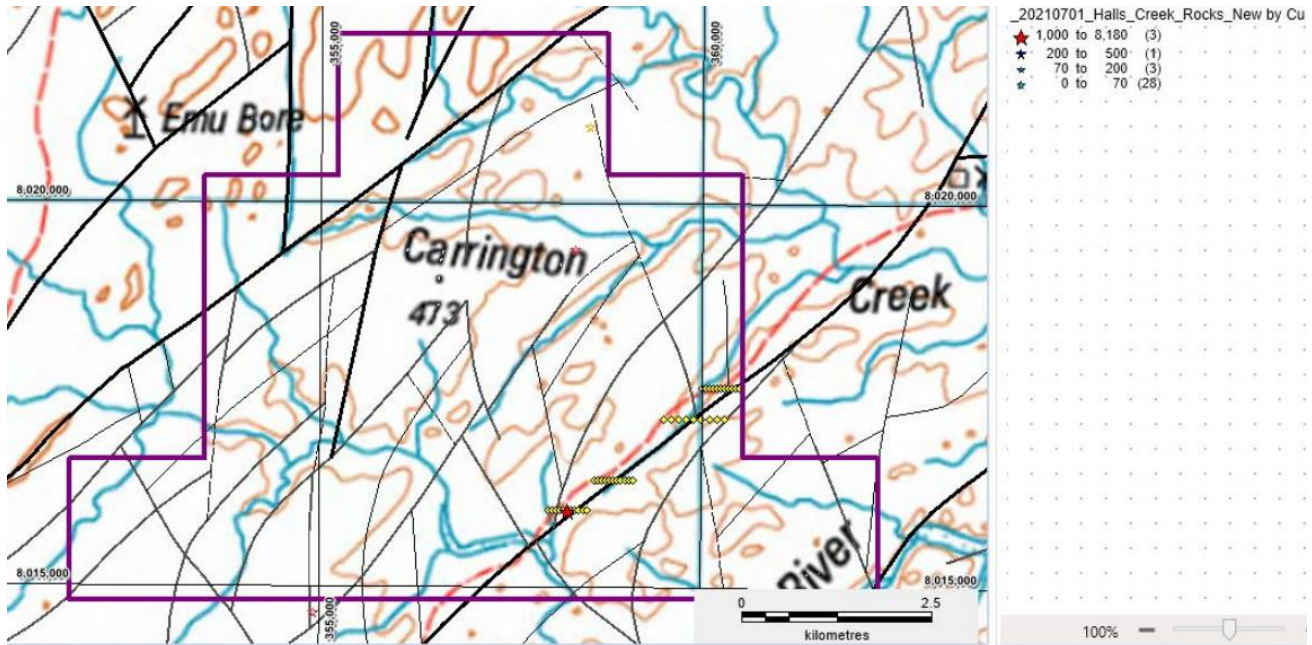 _20210701_Halls_Creek_Rocks_New by Cu
1,000 to 8,180 (3)
200 to 500 (1)
70 to 200 (3)
0 to 70 (28)
355,000
360,000
Emu Bore
8,020,000
8,020,000
Carrington
473
Creek
River
8,015,000
8,015,000
355,000
0 2.5
kilometres
100%